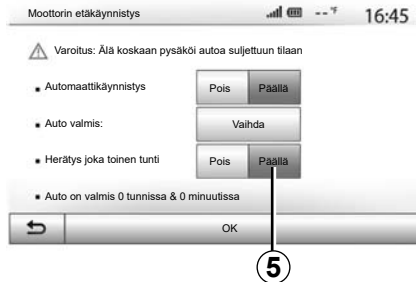 Moottorin etäkäynnistys --°F 16:45
Varoitus: Älä koskaan pysäköi autoa suljettuun tilaan
Automaattikäynnistys Pois Päällä
Auto valmis: Vaihda
Herätys joka toinen tunti Pois Päällä
Auto on valmis 0 tunnissa & 0 minuutissa
OK
5